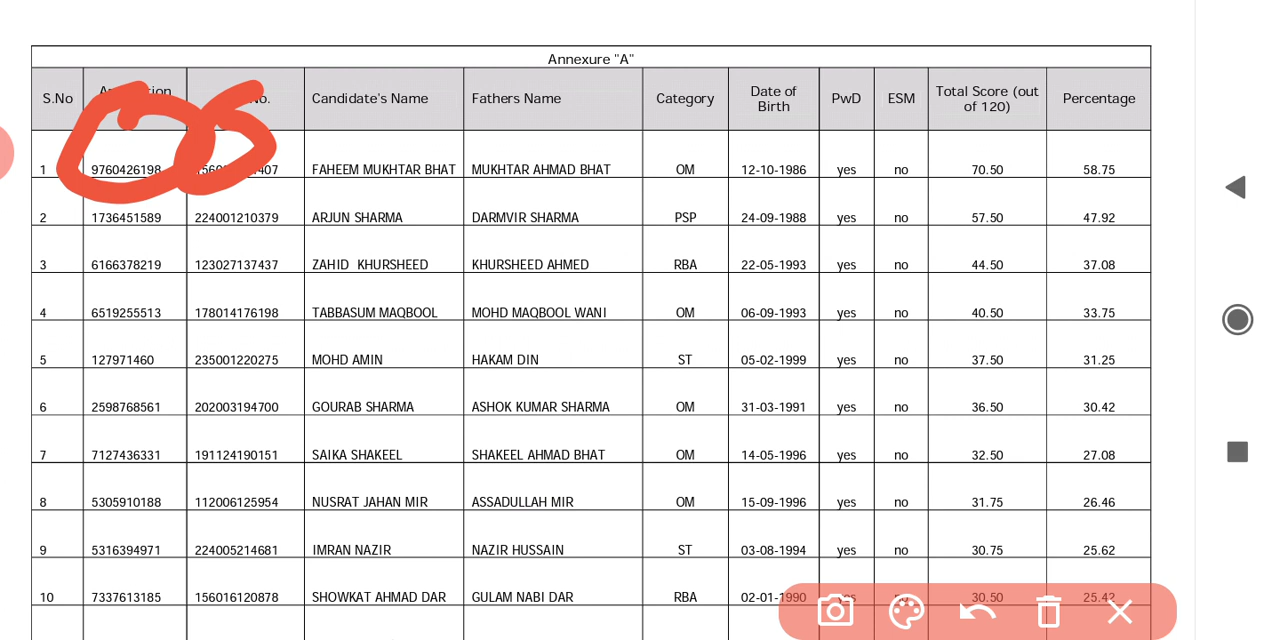 Annexure "A"
S.No No. Candidate's Name Fathers Name Category Date of Birth PwD ESM Total Score (out of 120) Percentage
1 9760426198 FAHEEM MUKHTAR BHAT MUKHTAR AHMAD BHAT OM 12-10-1986 yes no 70.50 58.75
2 1736451589 224001210379 ARJUN SHARMA DARMVIR SHARMA PSP 24-09-1988 yes no 57.50 47.92
3 6166378219 123027137437 ZAHID KHURSHEED KHURSHEED AHMED RBA 22-05-1993 yes no 44.50 37.08
4 6519255513 178014176198 TABBASUM MAQBOOL MOHD MAQBOOL WANI OM 06-09-1993 yes no 40.50 33.75
5 127971460 235001220275 MOHD AMIN HAKAM DIN ST 05-02-1999 yes no 37.50 31.25
6 2598768561 202003194700 GOURAB SHARMA ASHOK KUMAR SHARMA OM 31-03-1991 yes no 36.50 30.42
7 7127436331 191124190151 SAIKA SHAKEEL SHAKEEL AHMAD BHAT OM 14-05-1996 yes no 32.50 27.08
8 5305910188 112006125954 NUSRAT JAHAN MIR ASSADULLAH MIR OM 15-09-1996 yes no 31.75 26.46
9 5316394971 224005214681 IMRAN NAZIR NAZIR HUSSAIN ST 03-08-1994 yes no 30.75 25.62
10 7337613185 156016120878 SHOWKAT AHMAD DAR GULAM NABI DAR RBA 02-01-1990 yes no 30.50 25.42